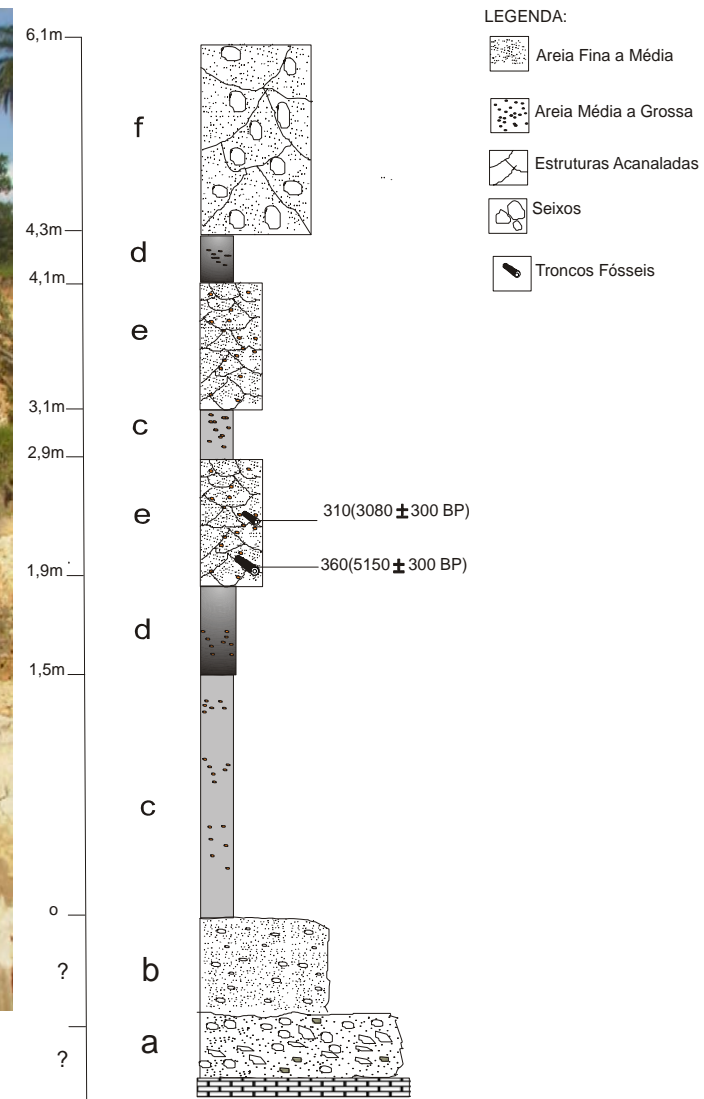 LEGENDA:
Areia Fina a Média
Areia Média a Grossa
Estruturas Acanaladas
Seixos
Troncos Fósseis
6,1m
f
4,3m
d
4,1m
e
3,1m
c
2,9m
e
310(3080 ± 300 BP)
360(5150 ± 300 BP)
1,9m
d
1,5m
c
o
b
?
a
?